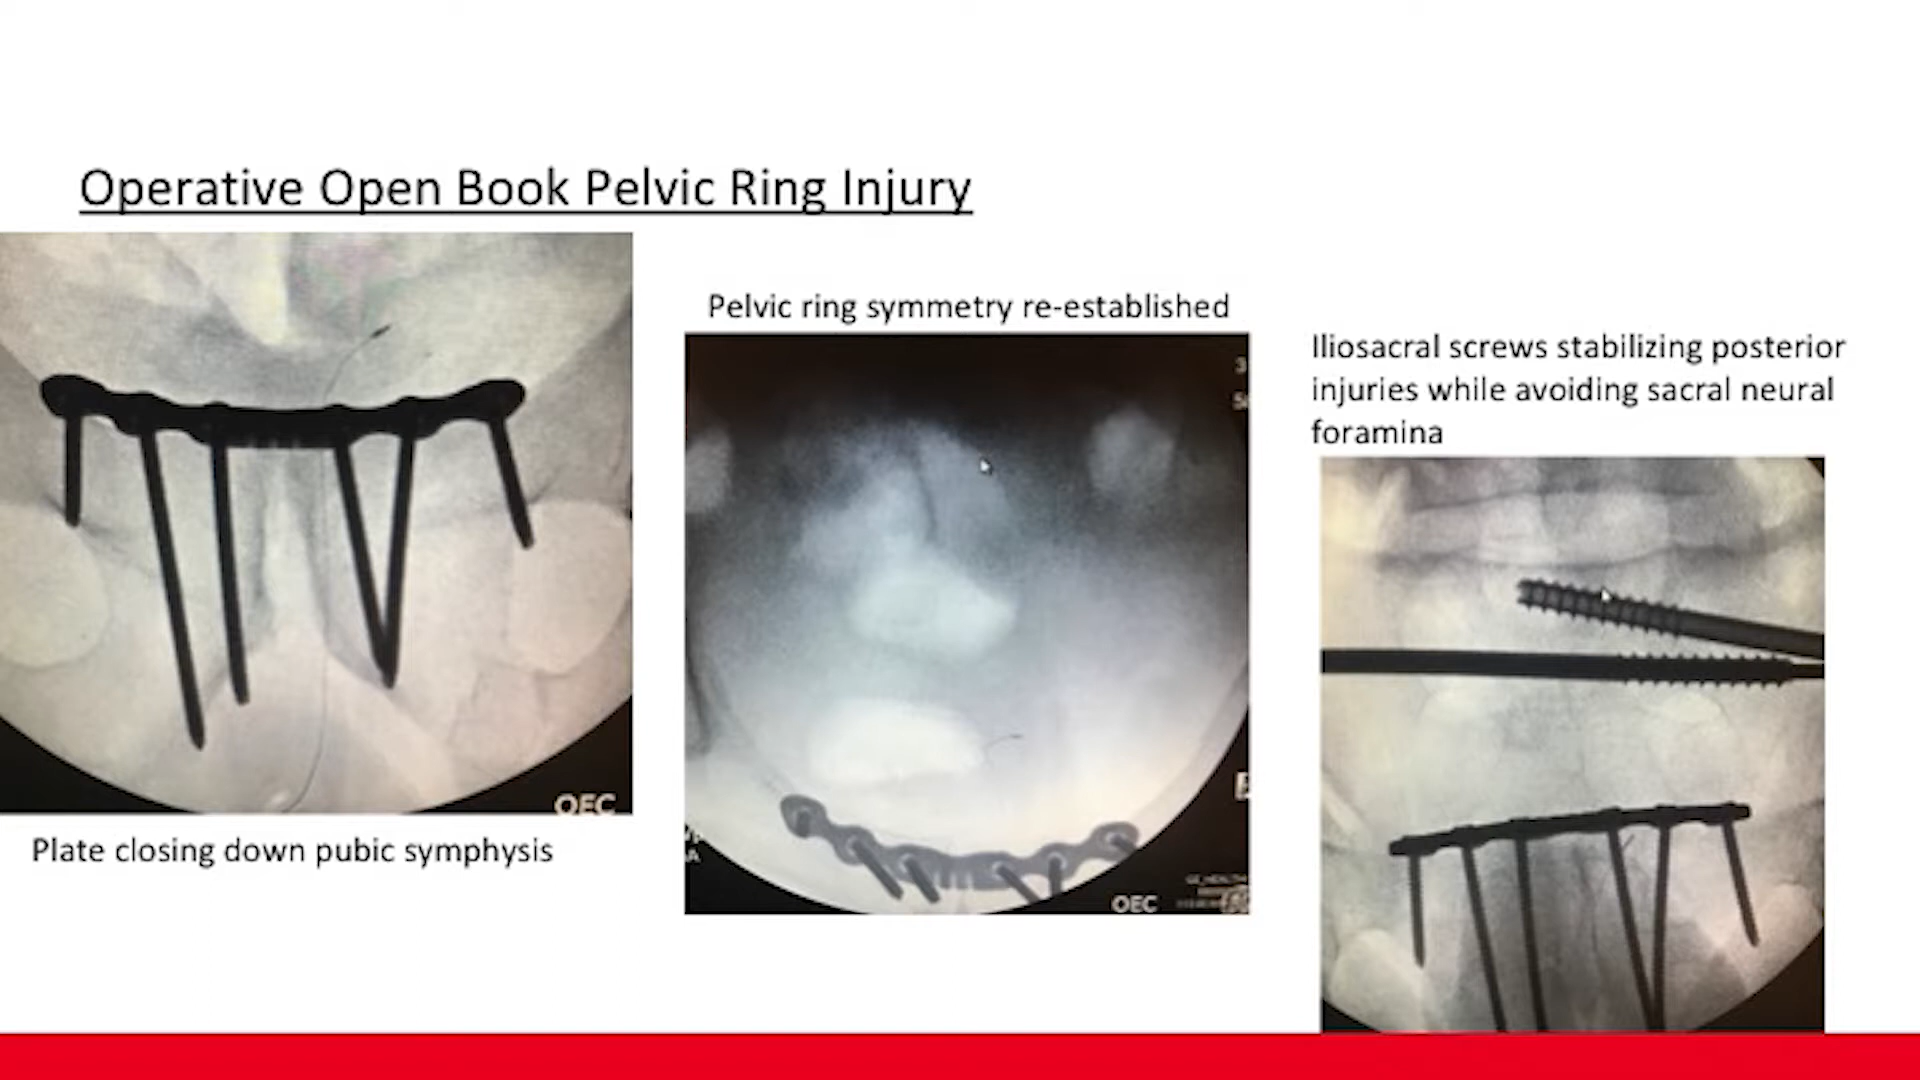 Operative Open Book Pelvic Ring Injury
Pelvic ring symmetry re-established
Iliosacral screws stabilizing posterior
injuries while avoiding sacral neural
foramina
OEC
Plate closing down pubic symphysis
OEC